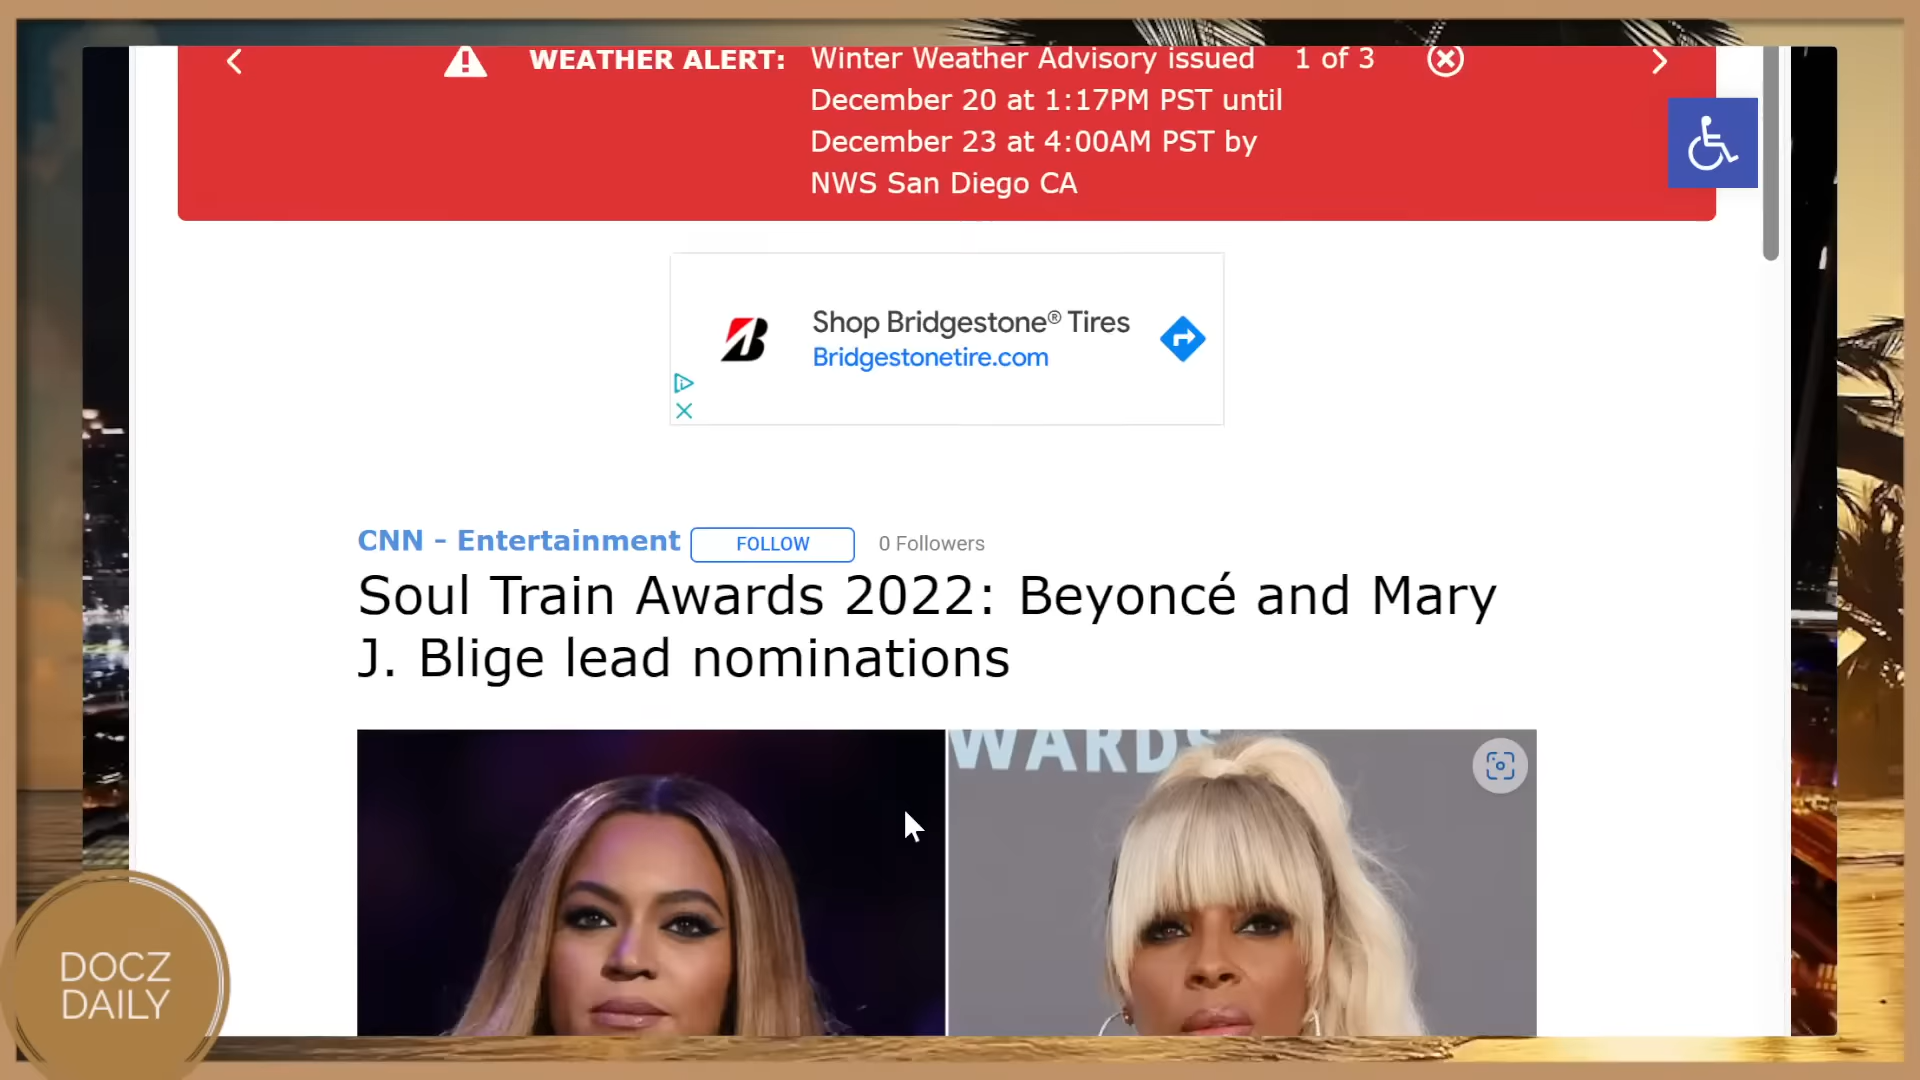 WEATHER ALERT:
Winter Weather Advisory issued
December 20 at 1:17PM PST until
December 23 at 4:00AM PST by
NWS San Diego CA
1 of 3
Shop Bridgestone® Tires
Bridgestonetire.com
CNN - Entertainment
FOLLOW
0 Followers
Soul Train Awards 2022: Beyoncé and Mary
J. Blige lead nominations
WARDS
DOCZ
DAILY